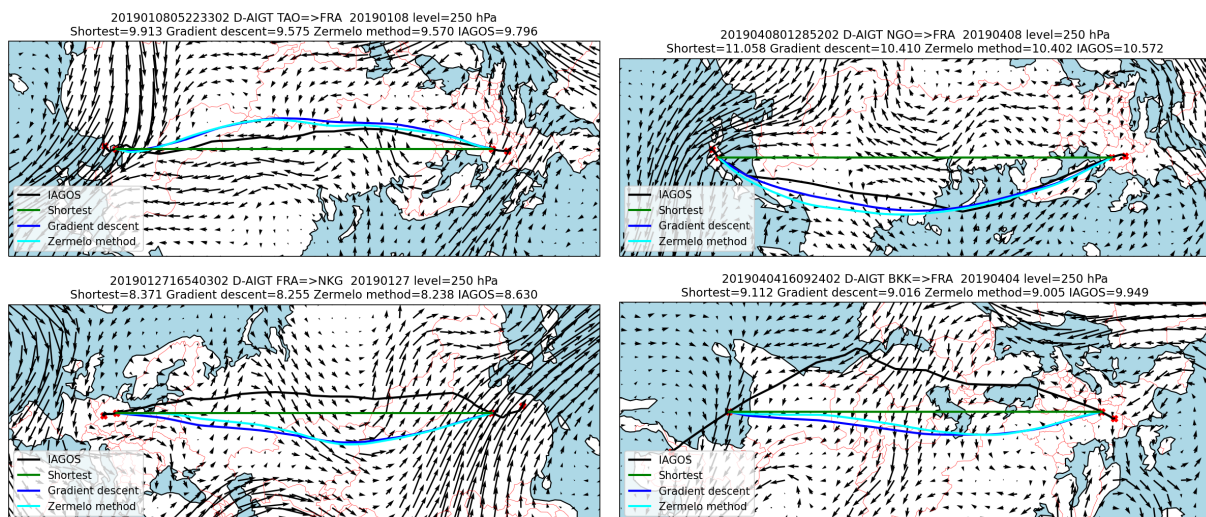 2019010805223302 D-AIGT TAO=>FRA 20190108 level=250 hPa
Shortest=9.913 Gradient descent=9.575 Zermelo method=9.570 IAGOS=9.796
IAGOS
Shortest
Gradient descent
Zermelo method
2019040801285202 D-AIGT NGO=>FRA 20190408 level=250 hPa
Shortest=11.058 Gradient descent=10.410 Zermelo method=10.402 IAGOS=10.572
IAGOS
Shortest
Gradient descent
Zermelo method
2019012716540302 D-AIGT FRA=>NKG 20190127 level=250 hPa
Shortest=8.371 Gradient descent=8.255 Zermelo method=8.238 IAGOS=8.630
IAGOS
Shortest
Gradient descent
Zermelo method
2019040416092402 D-AIGT BKK=>FRA 20190404 level=250 hPa
Shortest=9.112 Gradient descent=9.016 Zermelo method=9.005 IAGOS=9.949
IAGOS
Shortest
Gradient descent
Zermelo method